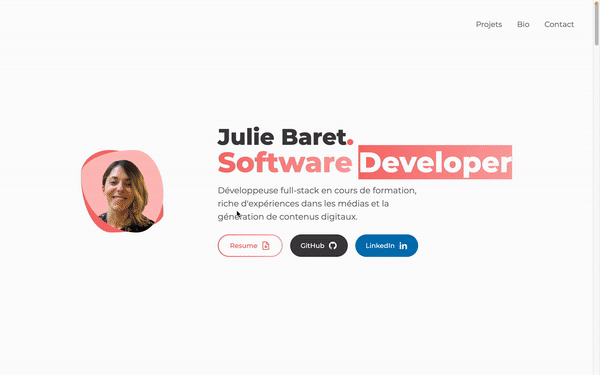 Projets Bio Contact
Julie Baret.
Software Developer
Développeuse full-stack en cours de formation,
riche d'expériences dans les médias et la
génération de contenus digitaux.
Resume GitHub LinkedIn in